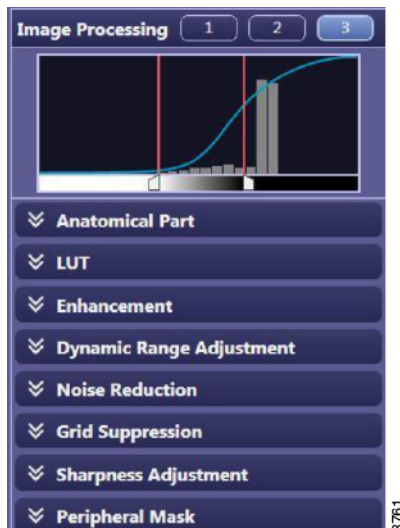 Image Processing 1 2 3
Anatomical Part
LUT
Enhancement
Dynamic Range Adjustment
Noise Reduction
Grid Suppression
Sharpness Adjustment
Peripheral Mask